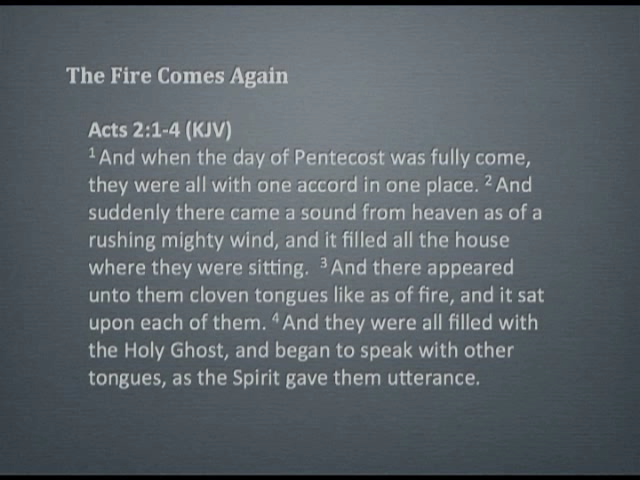 The Fire Comes Again
Acts 2:1-4 (KJV)
¹ And when the day of Pentecost was fully come,
they were all with one accord in one place. ² And
suddenly there came a sound from heaven as of a
rushing mighty wind, and it filled all the house
where they were sitting. ³ And there appeared
unto them cloven tongues like as of fire, and it sat
upon each of them. ⁴ And they were all filled with
the Holy Ghost, and began to speak with other
tongues, as the Spirit gave them utterance.